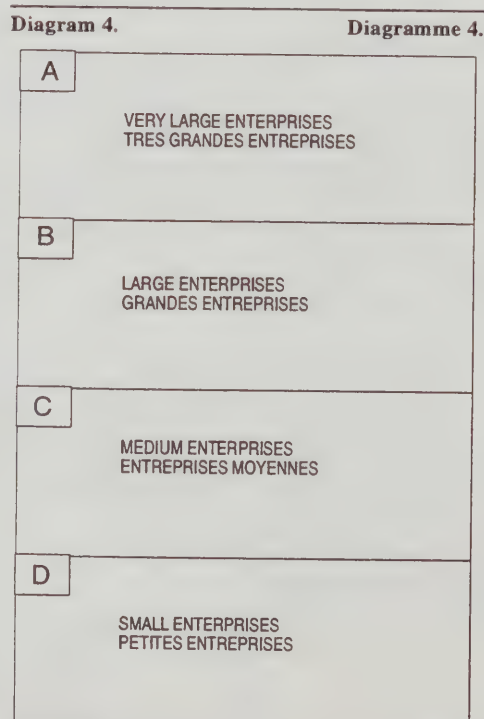 Diagram 4. Diagramme 4.
A
VERY LARGE ENTERPRISES
TRES GRANDES ENTREPRISES
B
LARGE ENTERPRISES
GRANDES ENTREPRISES
C
MEDIUM ENTERPRISES
ENTREPRISES MOYENNES
D
SMALL ENTERPRISES
PETITES ENTREPRISES